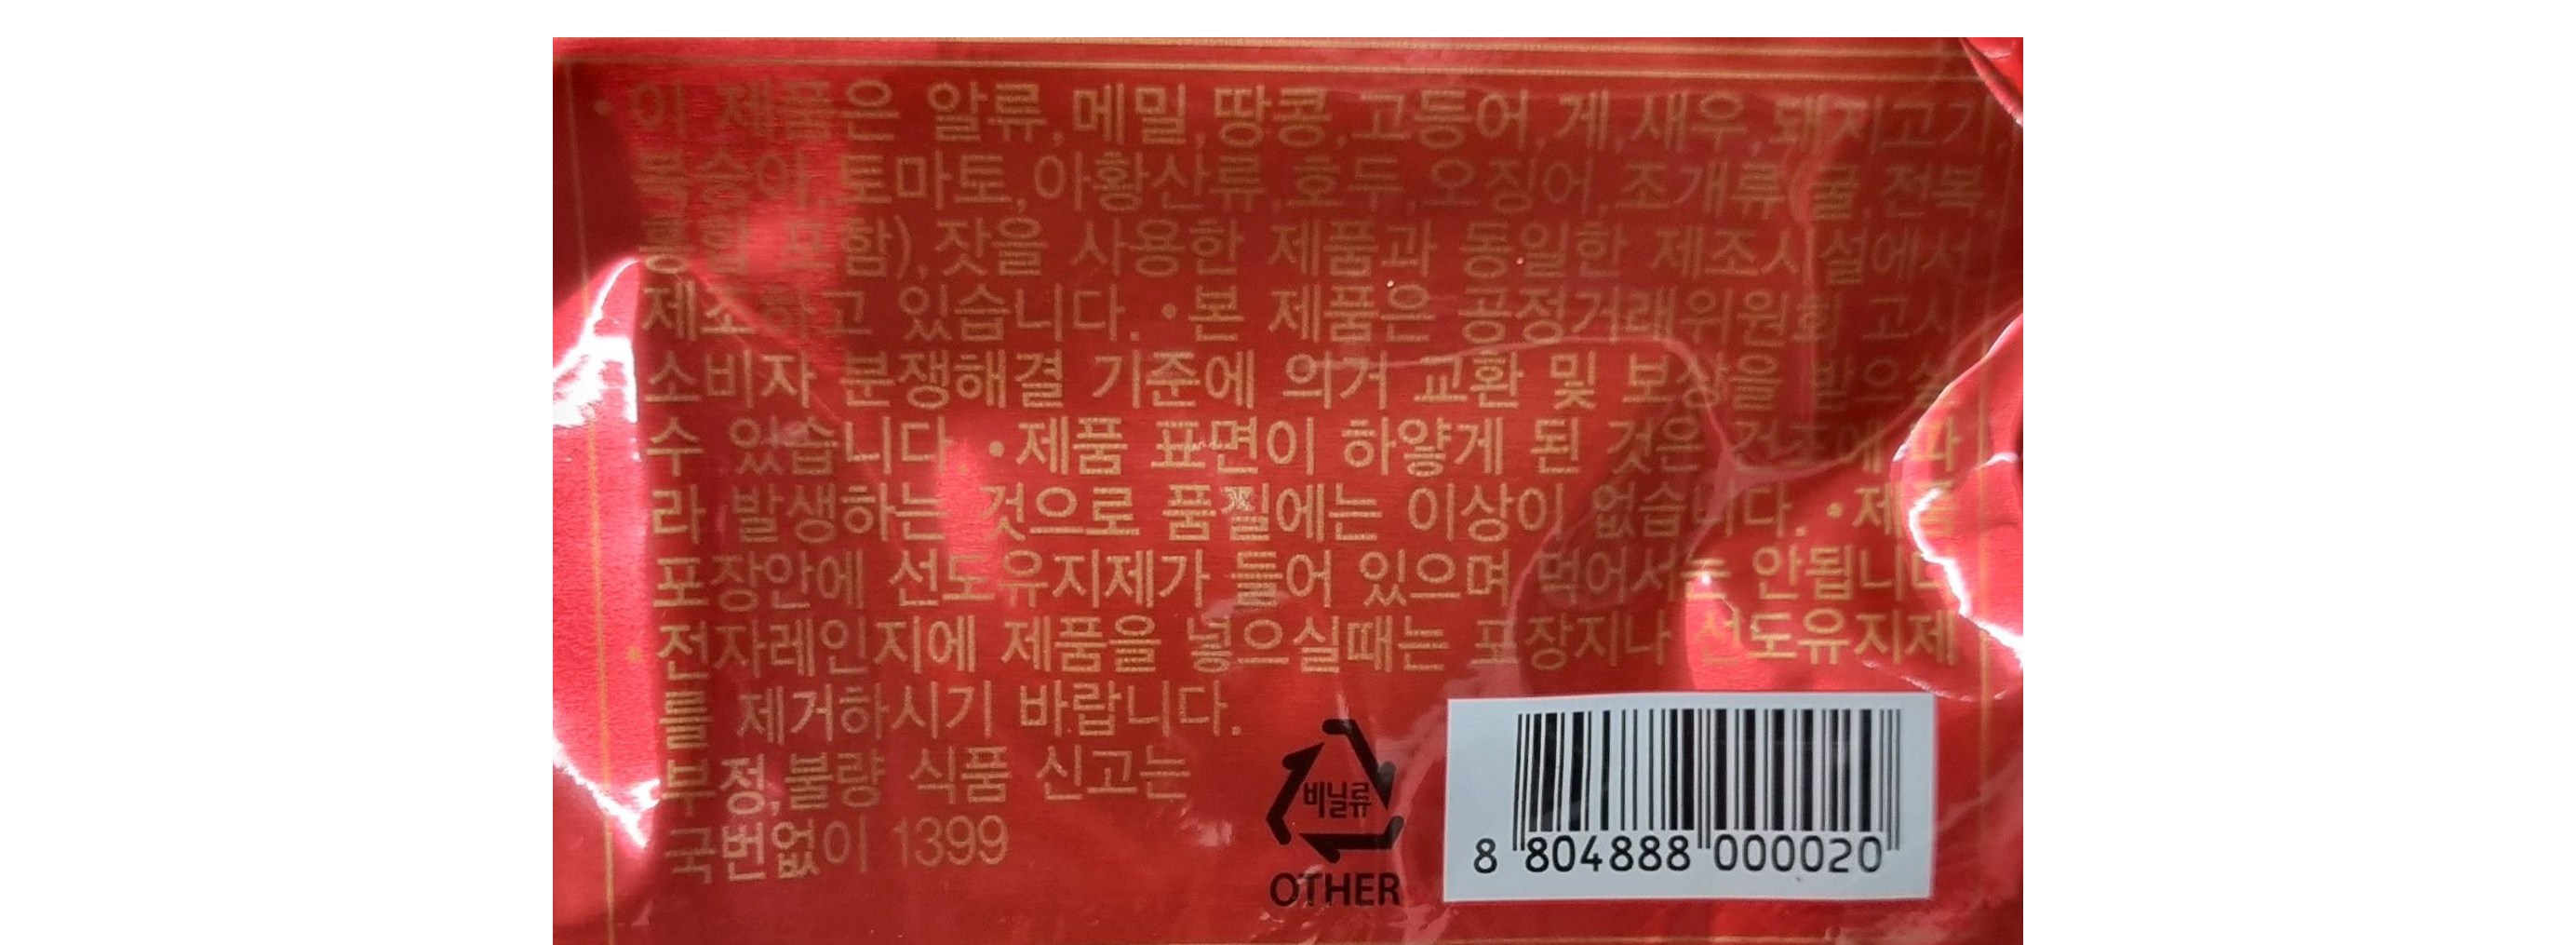 •이 제품은 알류,메밀,땅콩,고등어,게,새우,돼지고기,
복숭아,토마토,아황산류,호두,오징어,조개류(굴,전복,
홍합 포함),잣을 사용한 제품과 동일한 제조시설에서
제조하고 있습니다. •본 제품은 공정거래위원회 고시
소비자 분쟁해결 기준에 의거 교환 및 보상을 받으실
수 있습니다. •제품 표면이 하얗게 된 것은 건조에 따
라 발생하는 것으로 품질에는 이상이 없습니다. •제품
포장안에 선도유지제가 들어 있으며 먹어서는 안됩니다
•전자레인지에 제품을 넣으실때는 포장지나 선도유지제
를 제거하시기 바랍니다.
부정,불량 식품 신고는
국번없이 1399
비닐류
OTHER
8 804888 000020